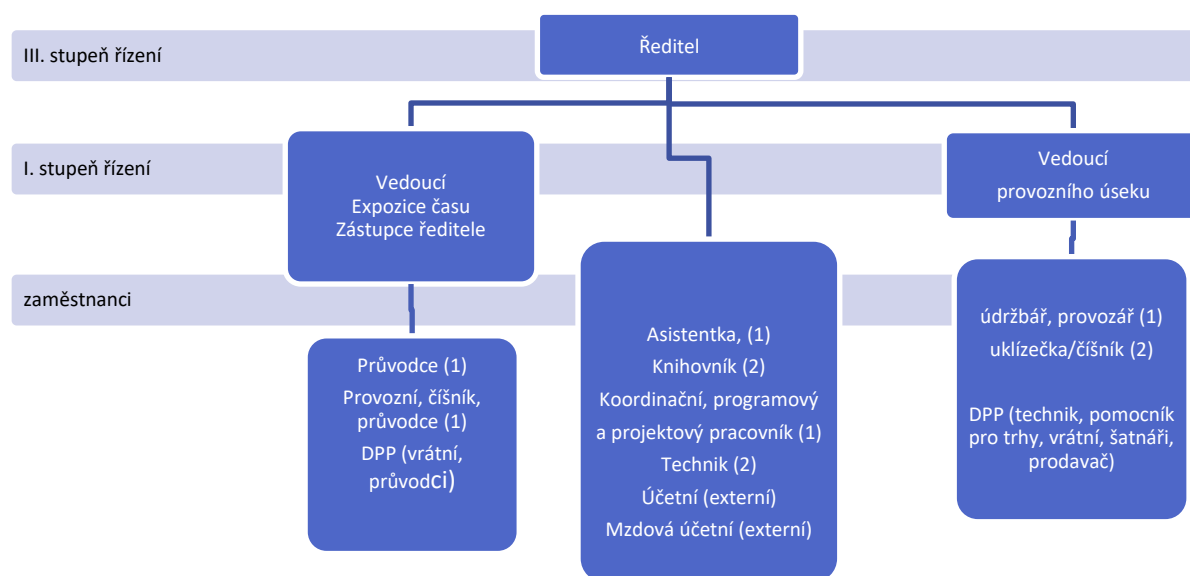 III. stupeň řízení
Ředitel
I. stupeň řízení
Vedoucí
Expozice času
Zástupce ředitele
Vedoucí
provozního úseku
zaměstnanci
Průvodce (1)
Provozní, číšník,
průvodce (1)
DPP (vrátní,
průvodci)
Asistentka, (1)
Knihovník (2)
Koordinační, programový
a projektový pracovník (1)
Technik (2)
Účetní (externí)
Mzdová účetní (externí)
údržbář, provozář (1)
uklízečka/číšník (2)
DPP (technik, pomocník
pro trhy, vrátní, šatnáři,
prodavač)